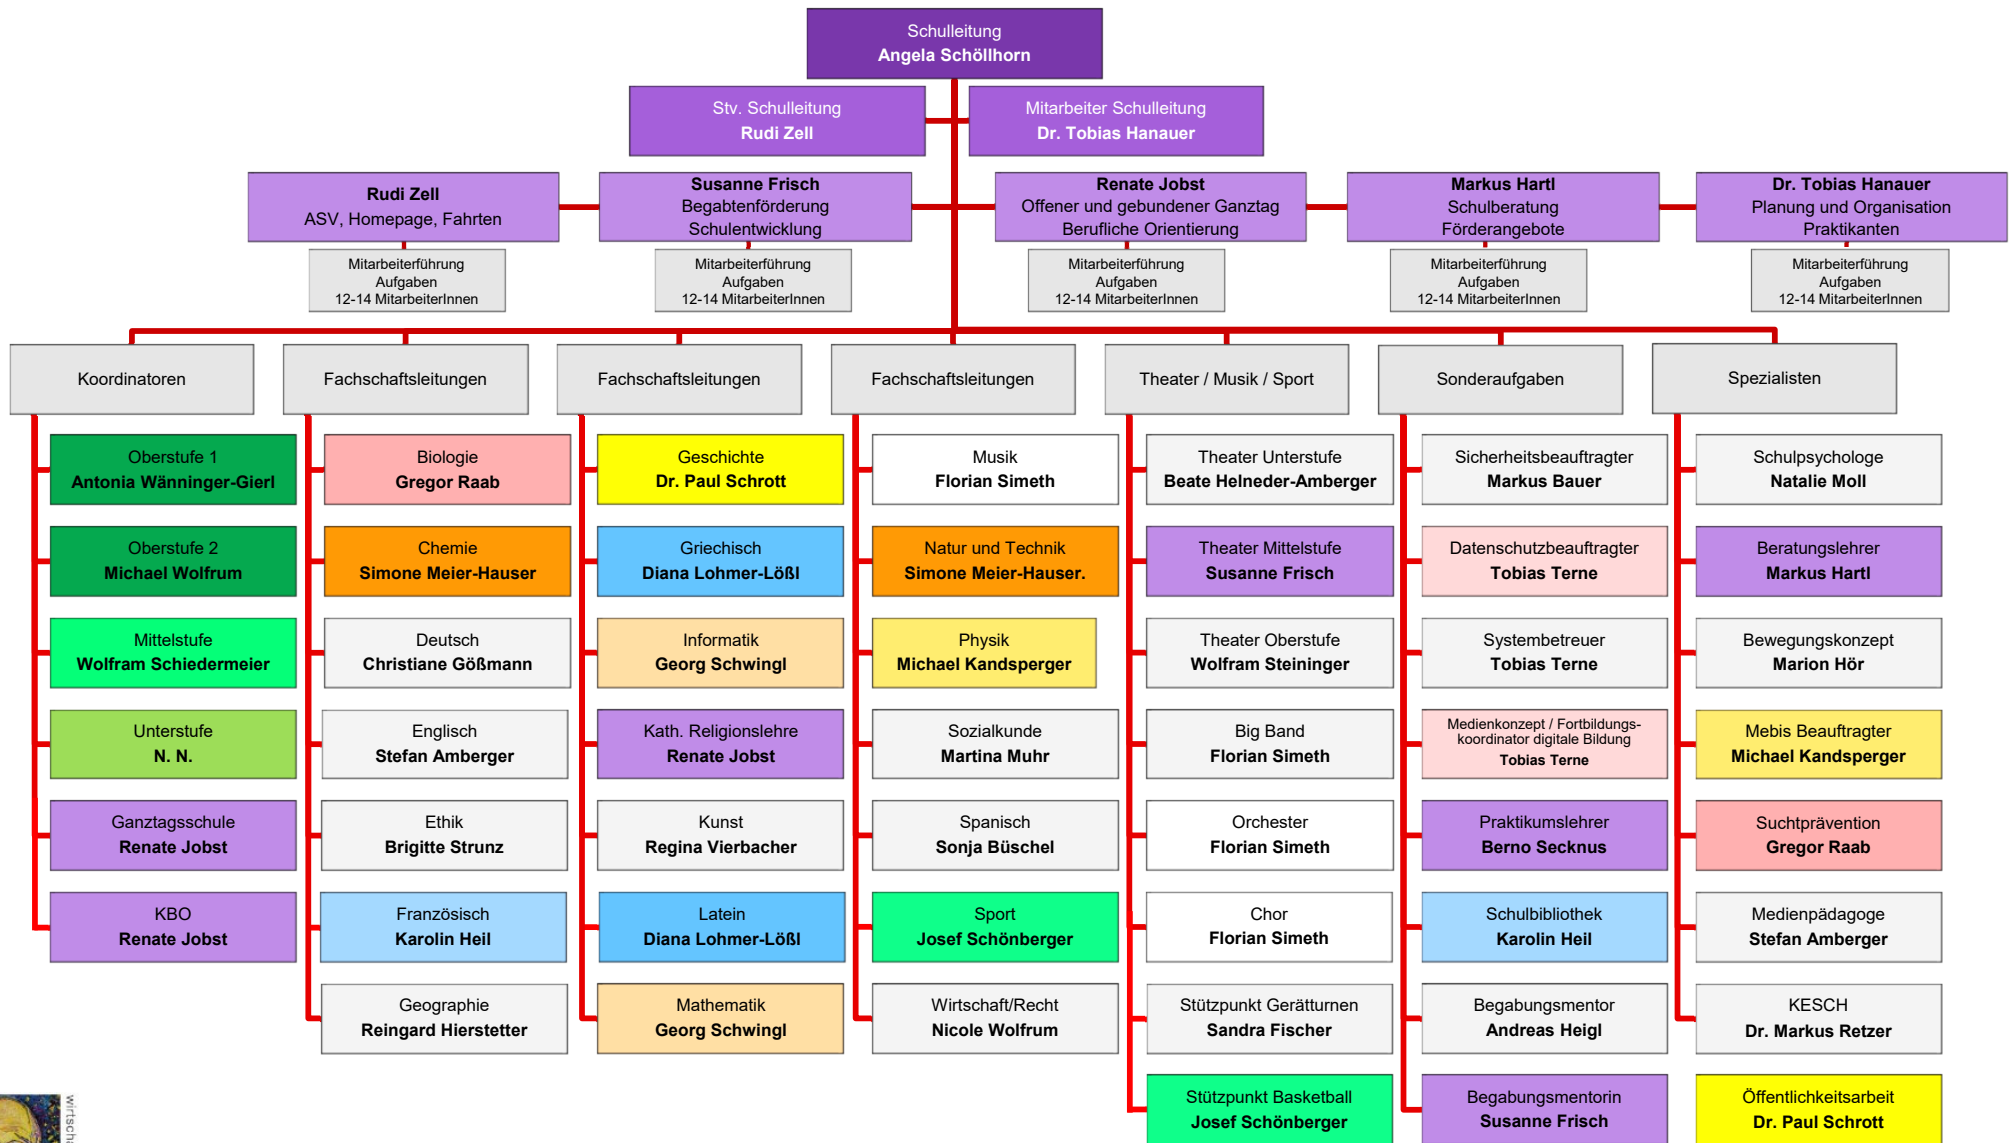 Schulleitung
Angela Schöllhorn
Stv. Schulleitung
Rudi Zell
Mitarbeiter Schulleitung
Dr. Tobias Hanauer
Rudi Zell
ASV, Homepage, Fahrten
Susanne Frisch
Begabtenförderung
Schulentwicklung
Renate Jobst
Offener und gebundener Ganztag
Berufliche Orientierung
Markus Hartl
Schulberatung
Förderangebote
Dr. Tobias Hanauer
Planung und Organisation
Praktikanten
Mitarbeiterführung
Aufgaben
12-14 MitarbeiterInnen
Mitarbeiterführung
Aufgaben
12-14 MitarbeiterInnen
Mitarbeiterführung
Aufgaben
12-14 MitarbeiterInnen
Mitarbeiterführung
Aufgaben
12-14 MitarbeiterInnen
Mitarbeiterführung
Aufgaben
12-14 MitarbeiterInnen
Koordinatoren
Oberstufe 1
Antonia Wänninger-Gierl
Oberstufe 2
Michael Wolfrum
Mittelstufe
Wolfram Schiedermeier
Unterstufe
N. N.
Ganztagsschule
Renate Jobst
KBO
Renate Jobst
Fachschaftsleitungen
Biologie
Gregor Raab
Chemie
Simone Meier-Hauser
Deutsch
Christiane Gößmann
Englisch
Stefan Amberger
Ethik
Brigitte Strunz
Französisch
Karolin Heil
Geographie
Reingard Hierstetter
Fachschaftsleitungen
Geschichte
Dr. Paul Schrott
Griechisch
Diana Lohmer-Lößl
Informatik
Georg Schwingl
Kath. Religionslehre
Renate Jobst
Kunst
Regina Vierbacher
Latein
Diana Lohmer-Lößl
Mathematik
Georg Schwingl
Fachschaftsleitungen
Musik
Florian Simeth
Natur und Technik
Simone Meier-Hauser.
Physik
Michael Kandsperger
Sozialkunde
Martina Muhr
Spanisch
Sonja Büschel
Sport
Josef Schönberger
Wirtschaft/Recht
Nicole Wolfrum
Theater / Musik / Sport
Theater Unterstufe
Beate Helneder-Amberger
Theater Mittelstufe
Susanne Frisch
Theater Oberstufe
Wolfram Steininger
Big Band
Florian Simeth
Orchester
Florian Simeth
Chor
Florian Simeth
Stützpunkt Gerätturnen
Sandra Fischer
Stützpunkt Basketball
Josef Schönberger
Sonderaufgaben
Sicherheitsbeauftragter
Markus Bauer
Datenschutzbeauftragter
Tobias Terne
Systembetreuer
Tobias Terne
Medienkonzept / Fortbildungs-
koordinator digitale Bildung
Tobias Terne
Praktikumslehrer
Berno Secknus
Schulbibliothek
Karolin Heil
Begabungsmentor
Andreas Heigl
Begabungsmentorin
Susanne Frisch
Spezialisten
Schulpsychologe
Natalie Moll
Beratungslehrer
Markus Hartl
Bewegungskonzept
Marion Hör
Mebis Beauftragter
Michael Kandsperger
Suchtprävention
Gregor Raab
Medienpädagoge
Stefan Amberger
KESCH
Dr. Markus Retzer
Öffentlichkeitsarbeit
Dr. Paul Schrott